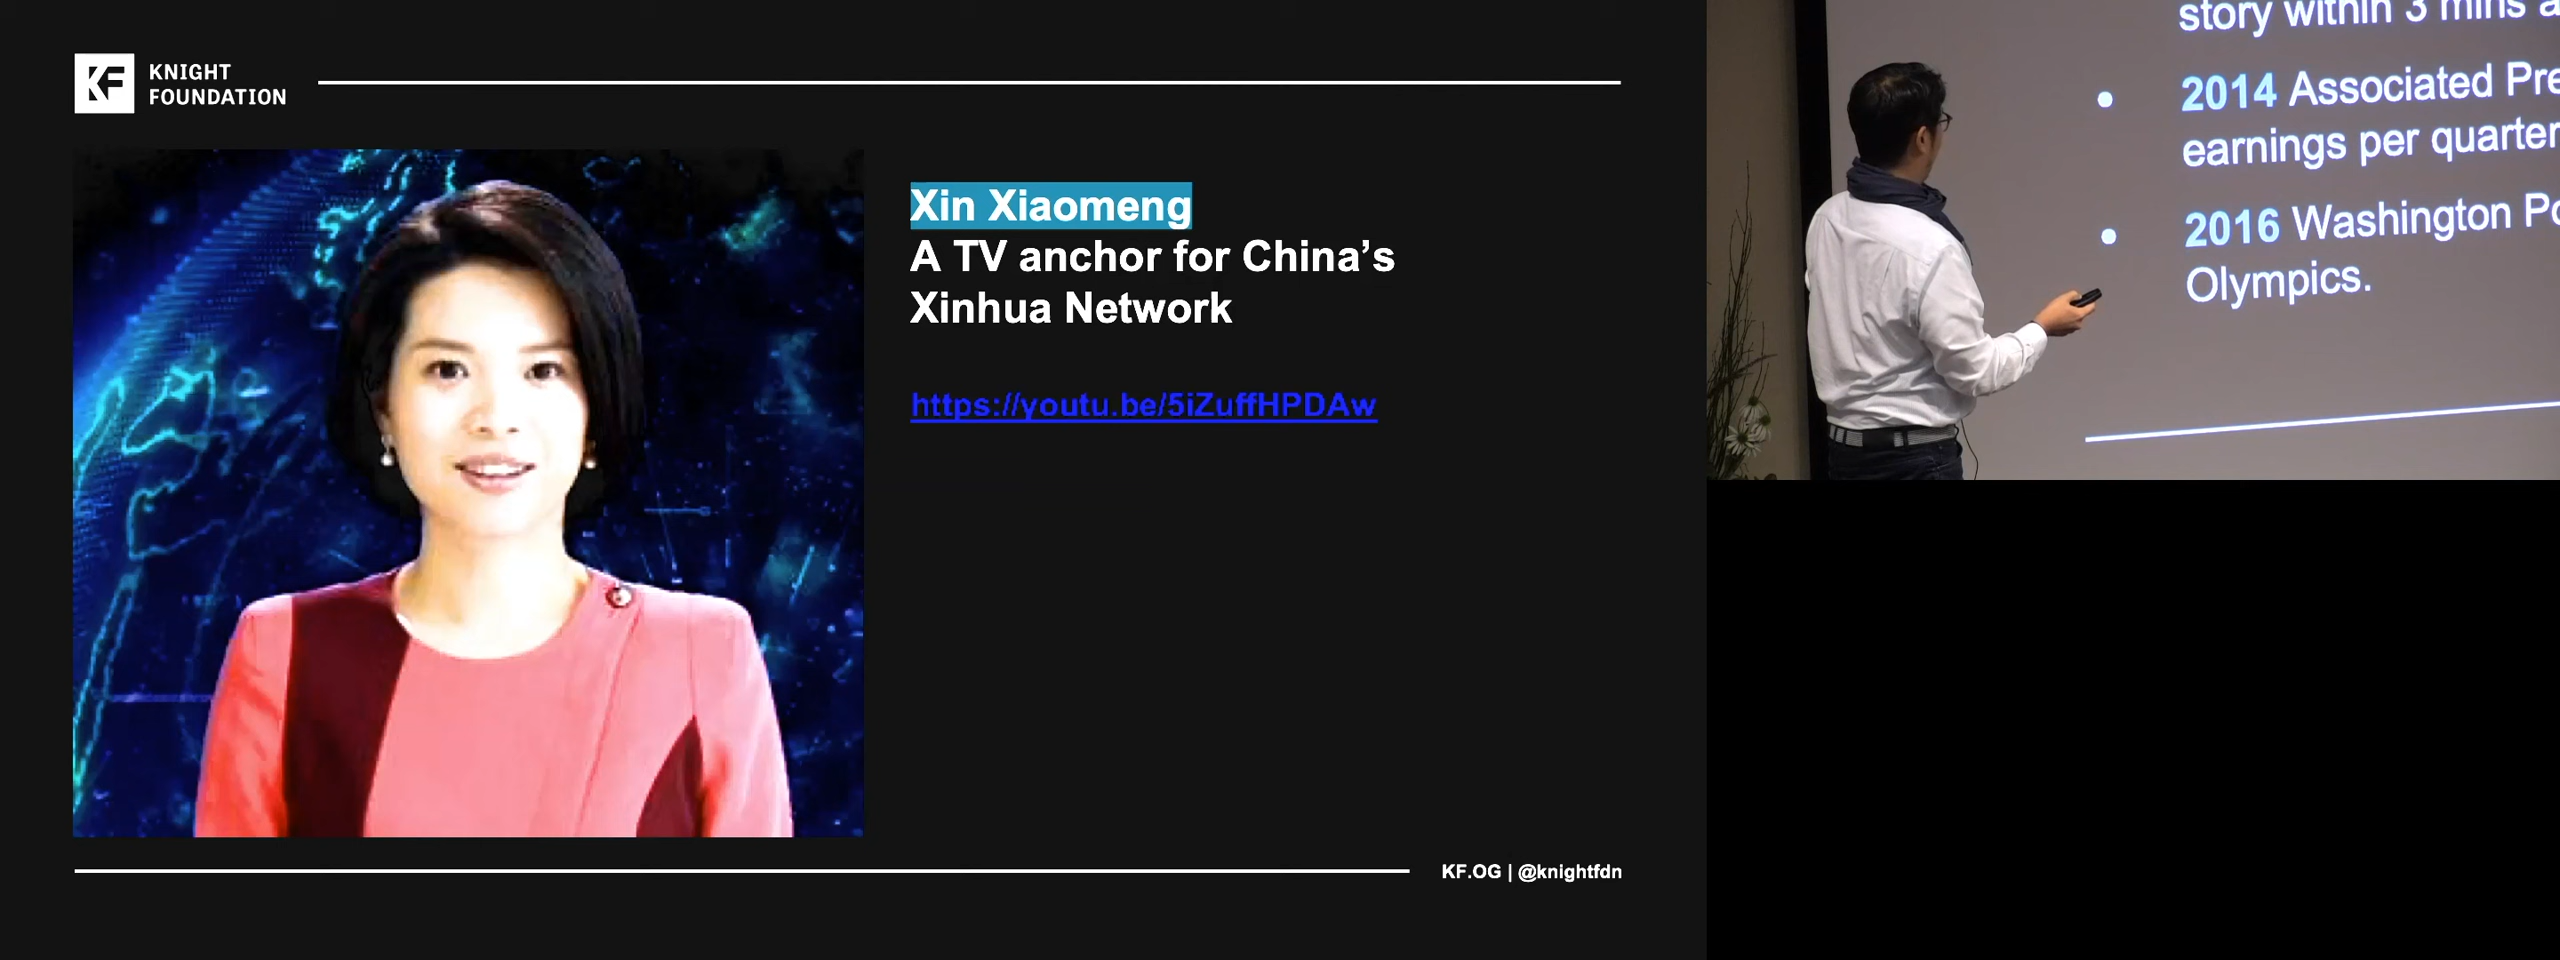 KNIGHT
FOUNDATION
Xin Xiaomeng
A TV anchor for China’s
Xinhua Network
https://youtu.be/5iZuffHPDAw
KF.OG | @knightfdn
story within 3 mins
2014 Associated
earnings per
2016 Washington
Olympics.